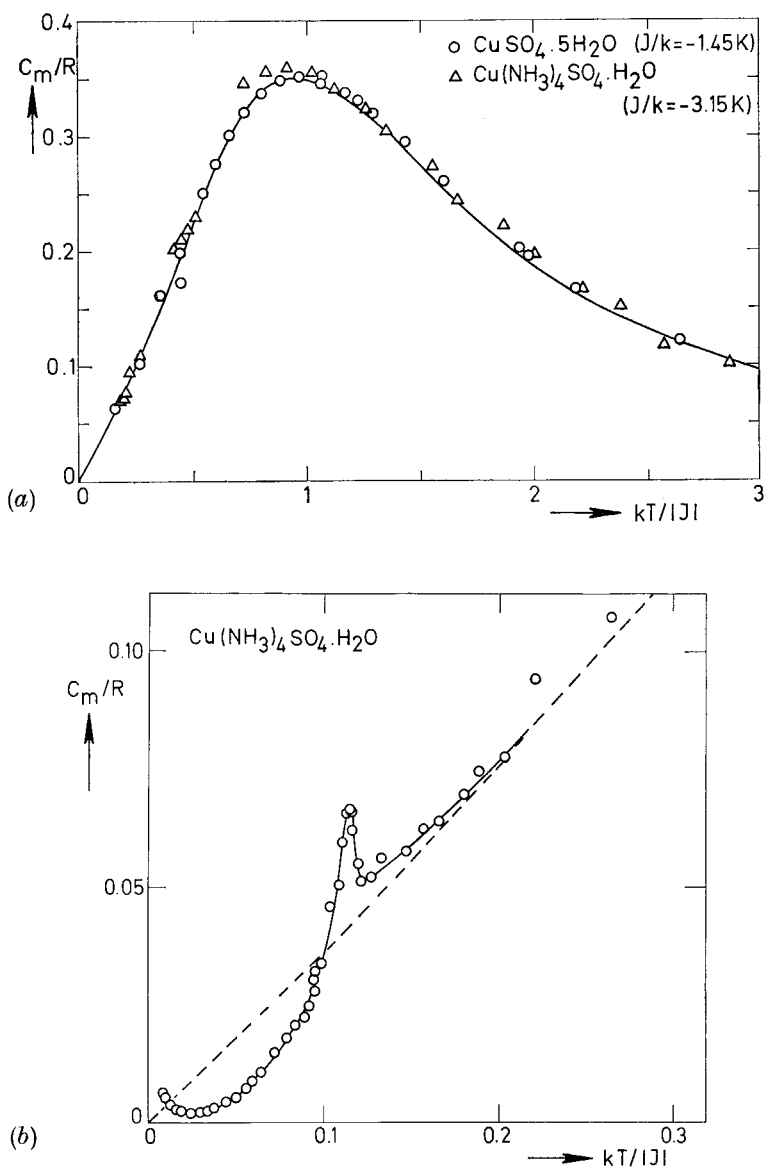 0.4
Cm/R
0.3
0.2
0.1
0
○ CuSO4.5H2O (J/k=-1.45K)
△ Cu(NH3)4SO4.H2O
(J/k=-3.15K)
0 1 2 3
(a)
kT/|J|
Cu(NH3)4SO4.H2O
0.10
Cm/R
0.05
0
0 0.1 0.2 0.3
(b)
kT/|J|